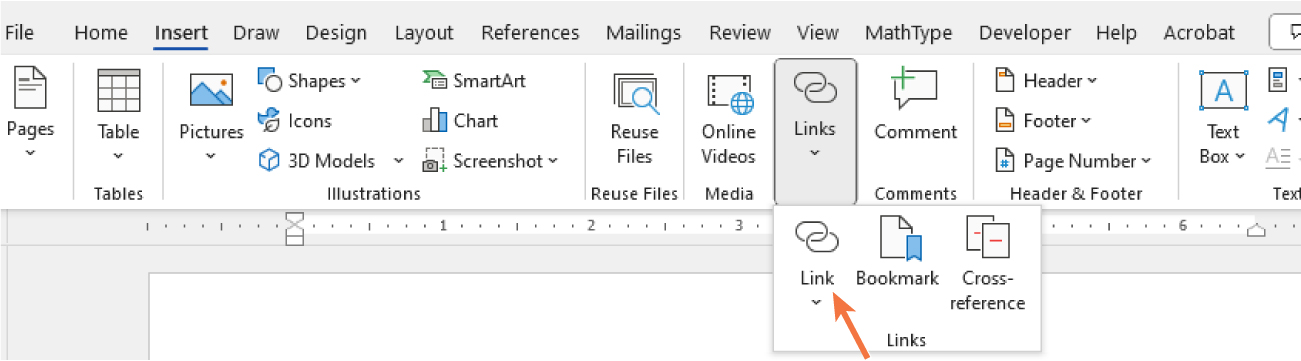 File Home Insert Draw Design Layout References Mailings Review View MathType Developer Help Acrobat
Shapes SmartArt Header
Icons Chart Footer
Pages Table Pictures Reuse Online Links Comment Text
3D Models Screenshot Files Videos Page Number Box
Tables Illustrations Reuse Files Media Comments Header & Footer
1 2 3 6
Link Bookmark Cross-
reference
Links